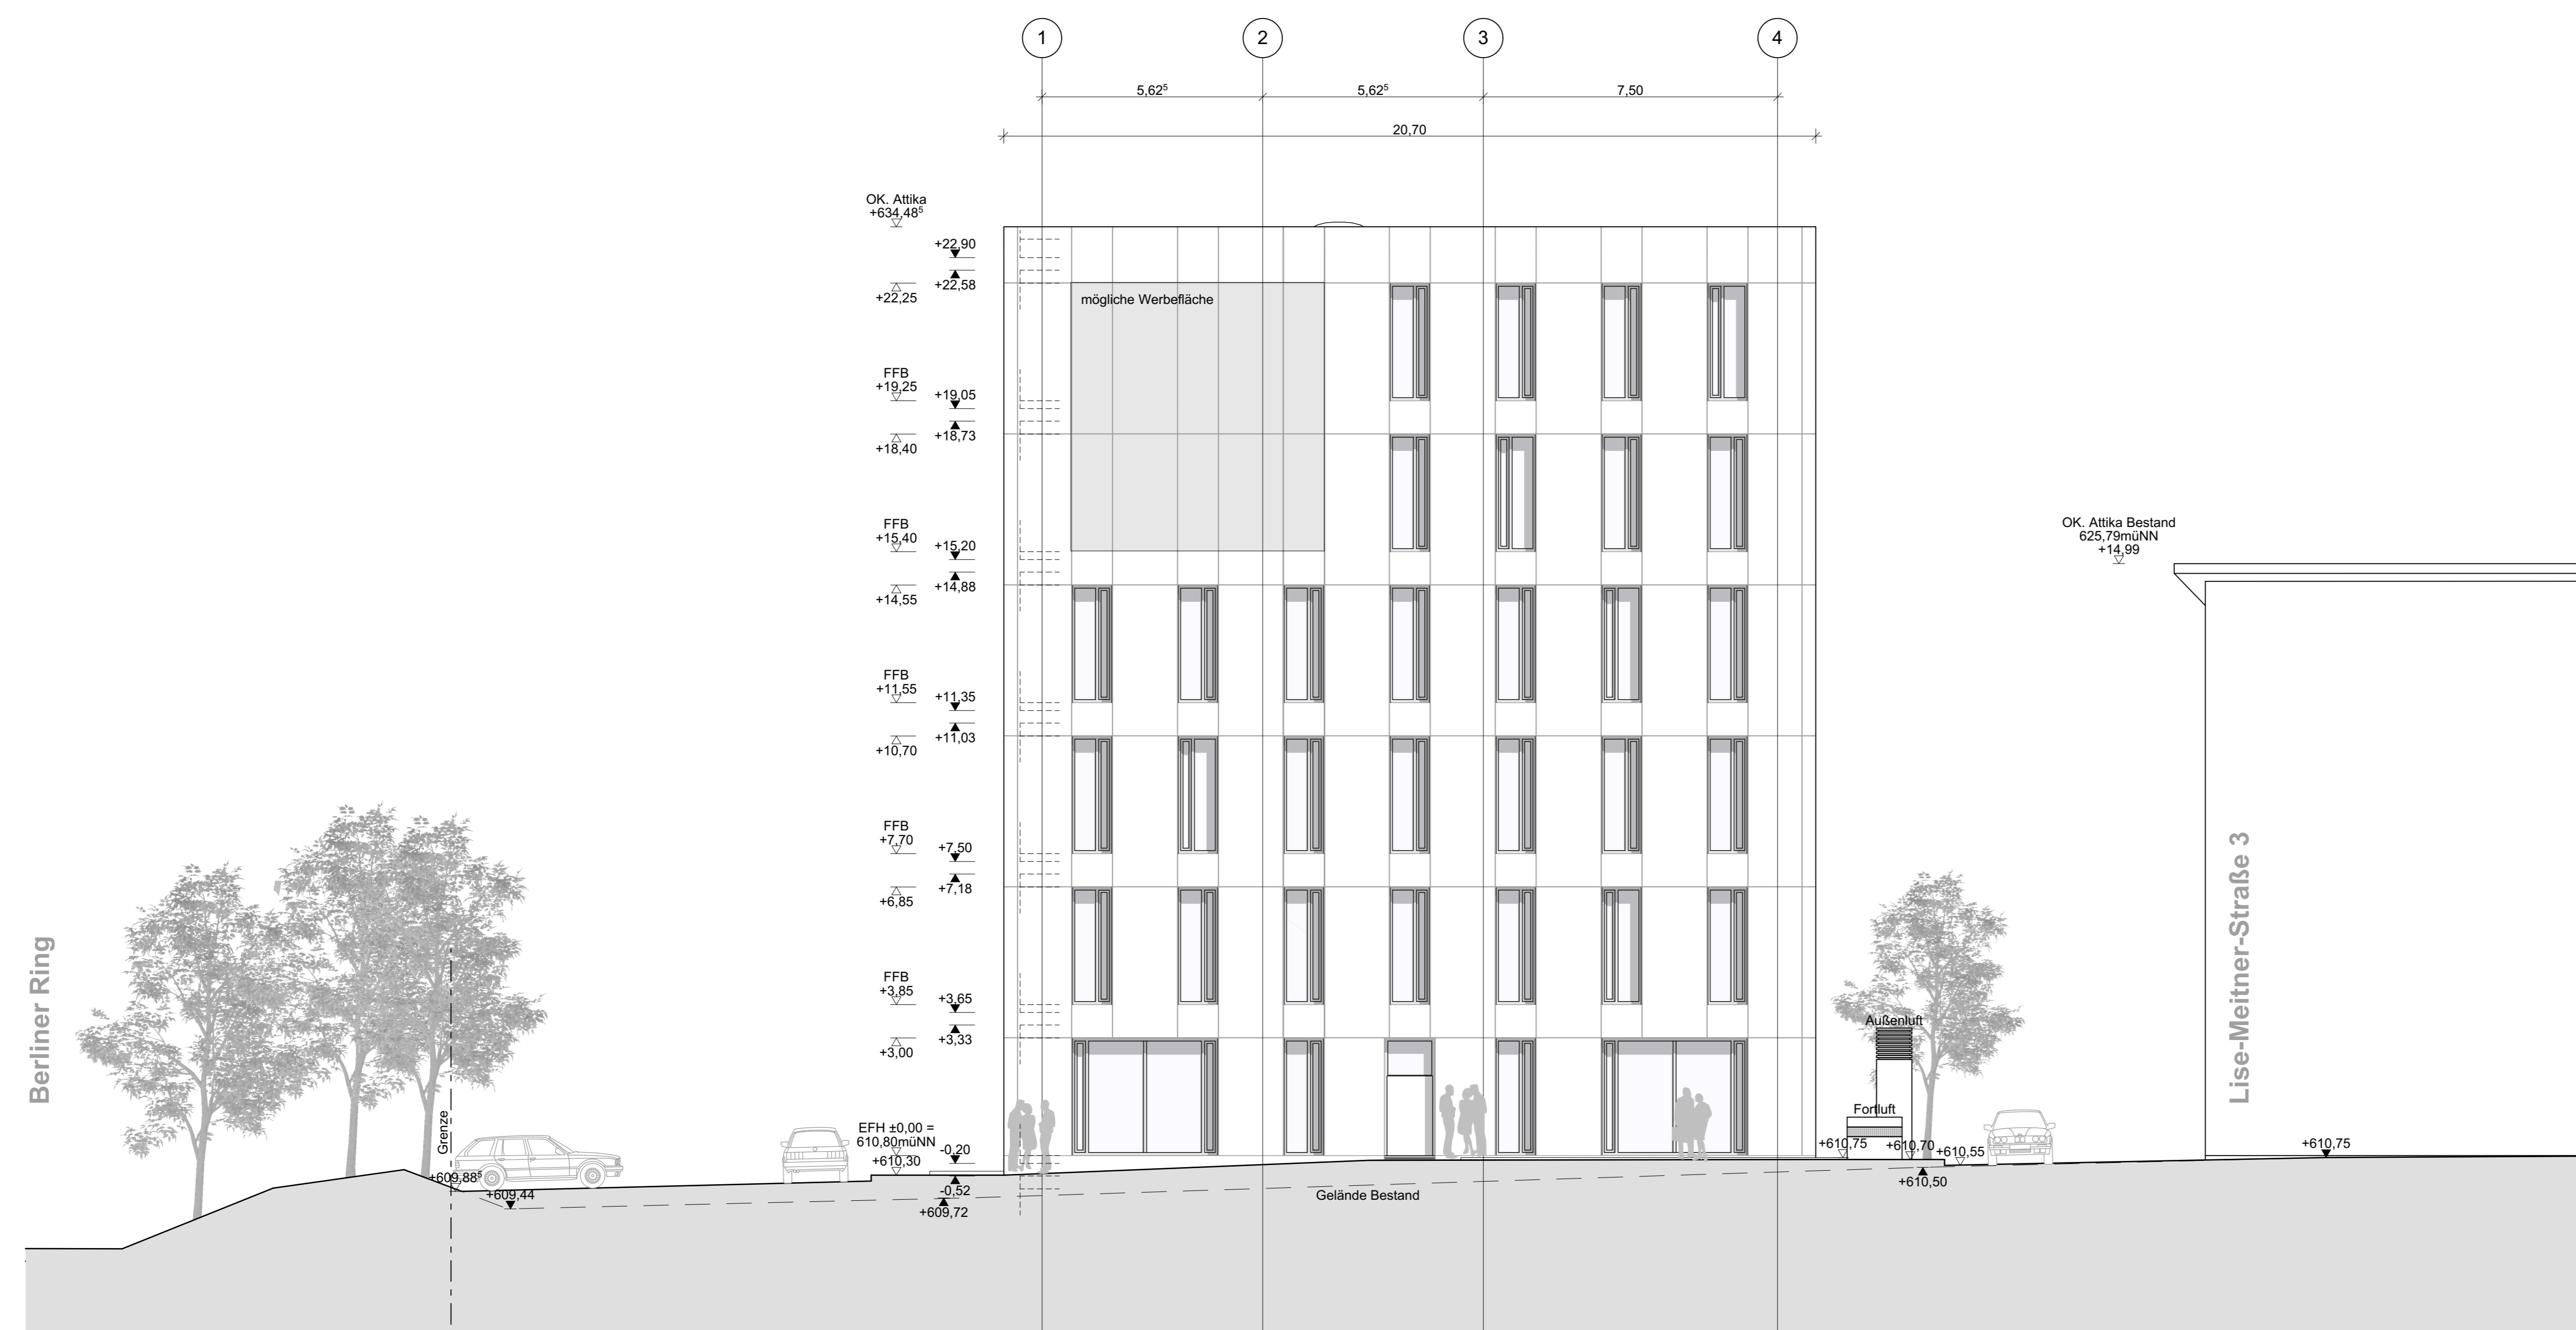 1
2
3
4
5,62⁵
5,62⁵
7,50
20,70
OK. Attika
+634,48⁵
+22,90
+22,58
+22,25
mögliche Werbefläche
FFB
+19,25
+19,05
+18,73
+18,40
FFB
+15,40
+15,20
+14,88
+14,55
OK. Attika Bestand
625,79müNN
+14,99
FFB
+11,55
+11,35
+11,03
+10,70
FFB
+7,70
+7,50
+7,18
+6,85
FFB
+3,85
+3,65
+3,33
+3,00
EFH ±0,00 =
610,80müNN
-0,20
+610,30
-0,52
+609,72
Berliner Ring
Grenze
+609,88⁵
+609,44
Gelände Bestand
Außenluft
Fortluft
+610,75
+610,70
+610,55
+610,50
Lise-Meitner-Straße 3
+610,75